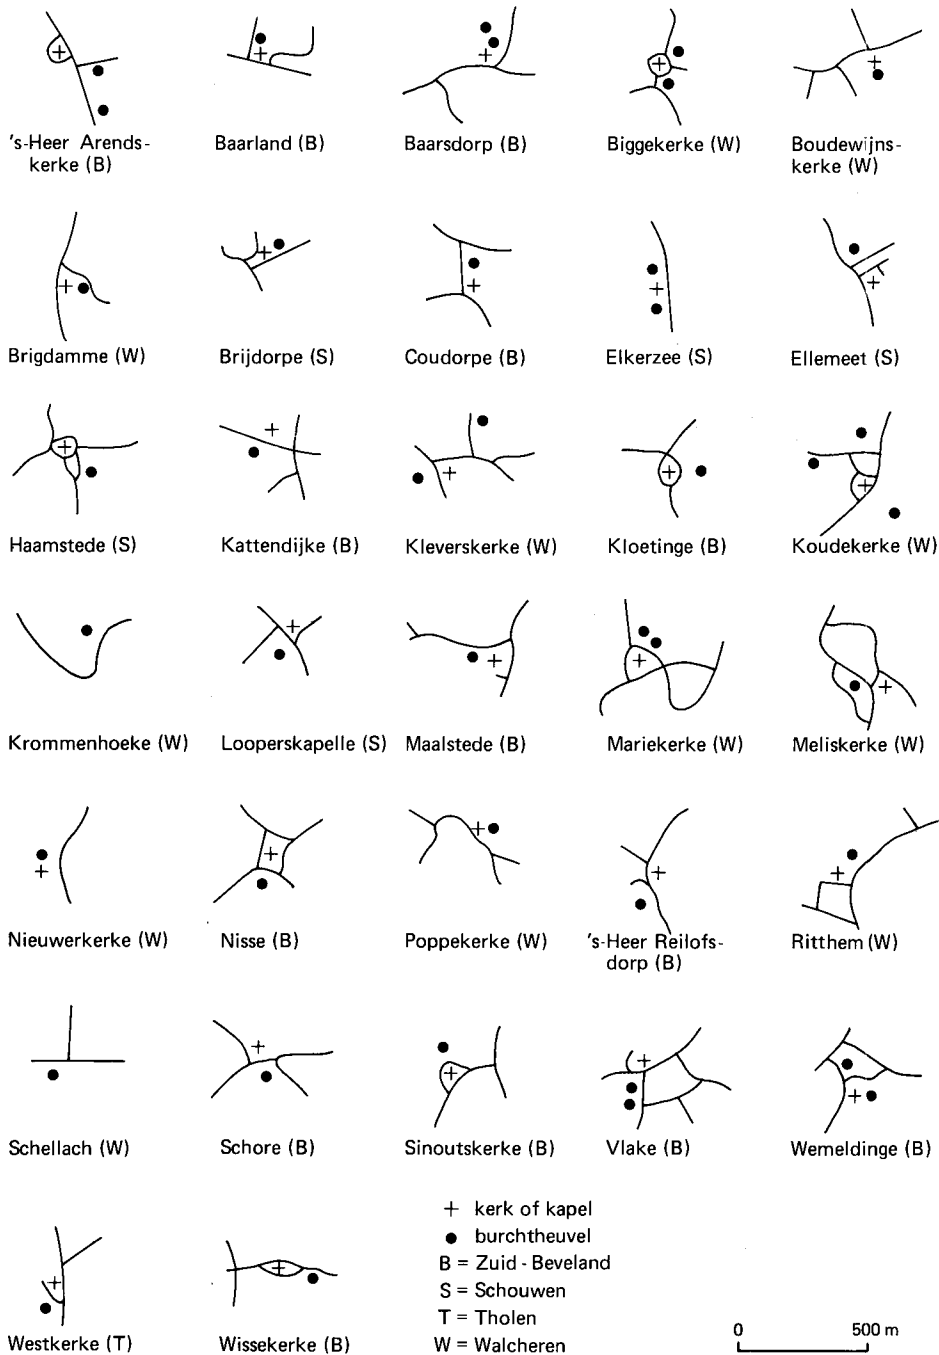 's-Heer Arends-
kerke (B)
Baarland (B)
Baarsdorp (B)
Biggekerke (W)
Boudewijns-
kerke (W)
Brigdamme (W)
Brijdorpe (S)
Coudorpe (B)
Elkerzee (S)
Ellemeet (S)
Haamstede (S)
Kattendijke (B)
Kleverskerke (W)
Kloetinge (B)
Koudekerke (W)
Krommenhoeke (W)
Looperskapelle (S)
Maalstede (B)
Mariekerke (W)
Meliskerke (W)
Nieuwerkerke (W)
Nisse (B)
Poppekerke (W)
's-Heer Reilofs-
dorp (B)
Ritthem (W)
Schellach (W)
Schore (B)
Sinoutskerke (B)
Vlake (B)
Wemeldinge (B)
Westkerke (T)
Wissekerke (B)
+ kerk of kapel
● burchtheuvel
B = Zuid - Beveland
S = Schouwen
T = Tholen
W = Walcheren
0 500 m